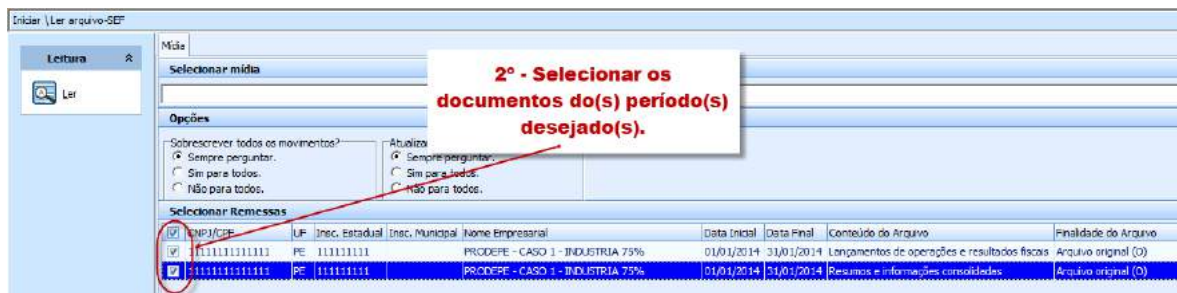 Iniciar \Ler arquivo-SEF
Leitura
Ler
Mídia
Selecionar mídia
2º - Selecionar os
documentos do(s) período(s)
desejado(s).
Opções
Sobrescrever todos os movimentos?
Sempre perguntar.
Sim para todos.
Não para todos.
Sempre perguntar.
Sim para todos.
Não para todos.
Selecionar Remessas
CNPJ/CPF UF Insc. Estadual Insc. Municipal Nome Empresarial Data Inicial Data Final Conteúdo do Arquivo Finalidade do Arquivo
11111111111111 PE 111111111 PRODEPE - CASO 1 - INDUSTRIA 75% 01/01/2014 31/01/2014 Lançamentos de operações e resultados fiscais Arquivo original (O)
11111111111111 PE 111111111 PRODEPE - CASO 1 - INDUSTRIA 75% 01/01/2014 31/01/2014 Resumos e informações consolidadas Arquivo original (O)